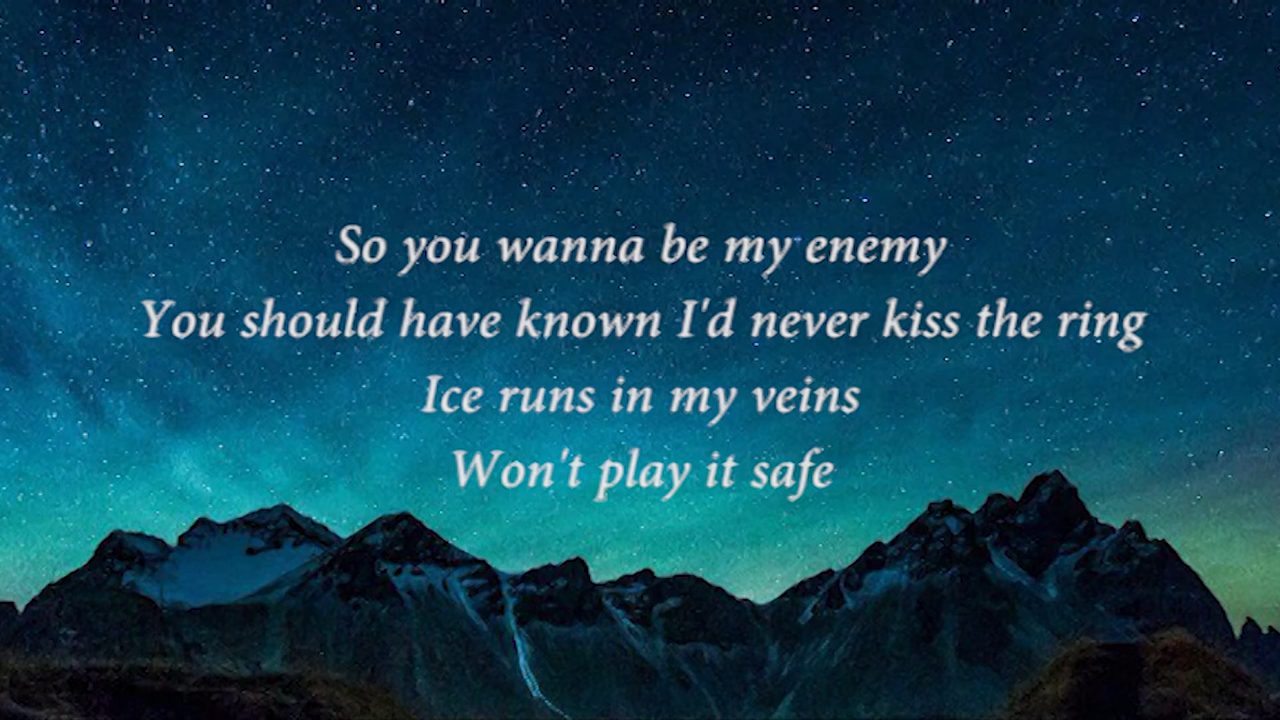 So you wanna be my enemy
You should have known I'd never kiss the ring
Ice runs in my veins
Won't play it safe